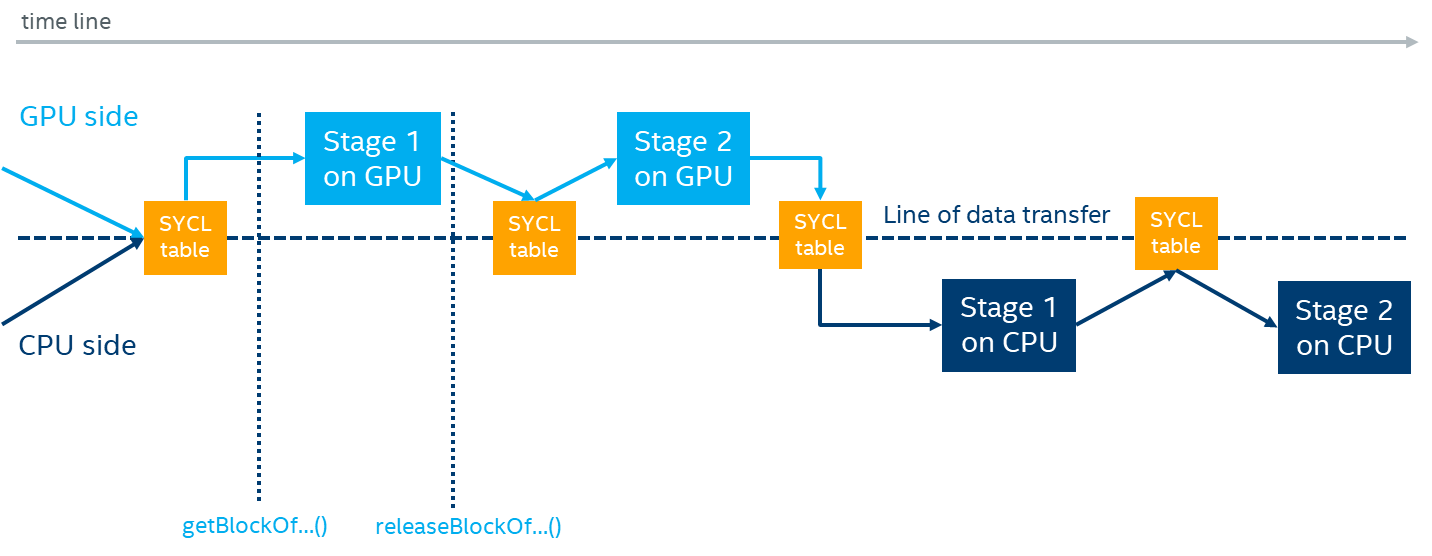 time line
GPU side
Stage 1
on GPU
Stage 2
on GPU
SYCL
table
SYCL
table
SYCL
table
Line of data transfer
SYCL
table
Stage 1
on CPU
Stage 2
on CPU
CPU side
getBlockOf...()
releaseBlockOf...()